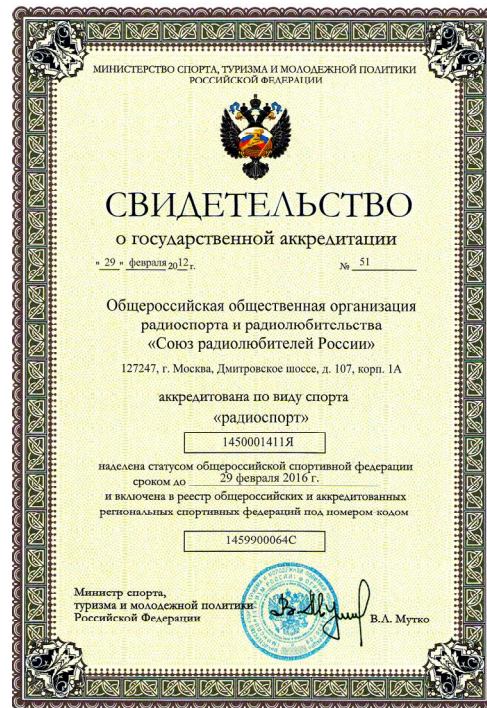 МИНИСТЕРСТВО СПОРТА, ТУРИЗМА И МОЛОДЕЖНОЙ ПОЛИТИКИ
РОССИЙСКОЙ ФЕДЕРАЦИИ
СВИДЕТЕЛЬСТВО
о государственной аккредитации
" 29 " февраля 2012 г. № 51
Общероссийская общественная организация
радиоспорта и радиолюбительства
«Союз радиолюбителей России»
127247, г. Москва, Дмитровское шоссе, д. 107, корп. 1А
аккредитована по виду спорта
«радиоспорт»
1450001411Я
наделена статусом общероссийской спортивной федерации
сроком до 29 февраля 2016 г.
и включена в реестр общероссийских и аккредитованных
региональных спортивных федераций под номером-кодом
1459900064С
Министр спорта,
туризма и молодежной политики
Российской Федерации
В.Л. Мутко